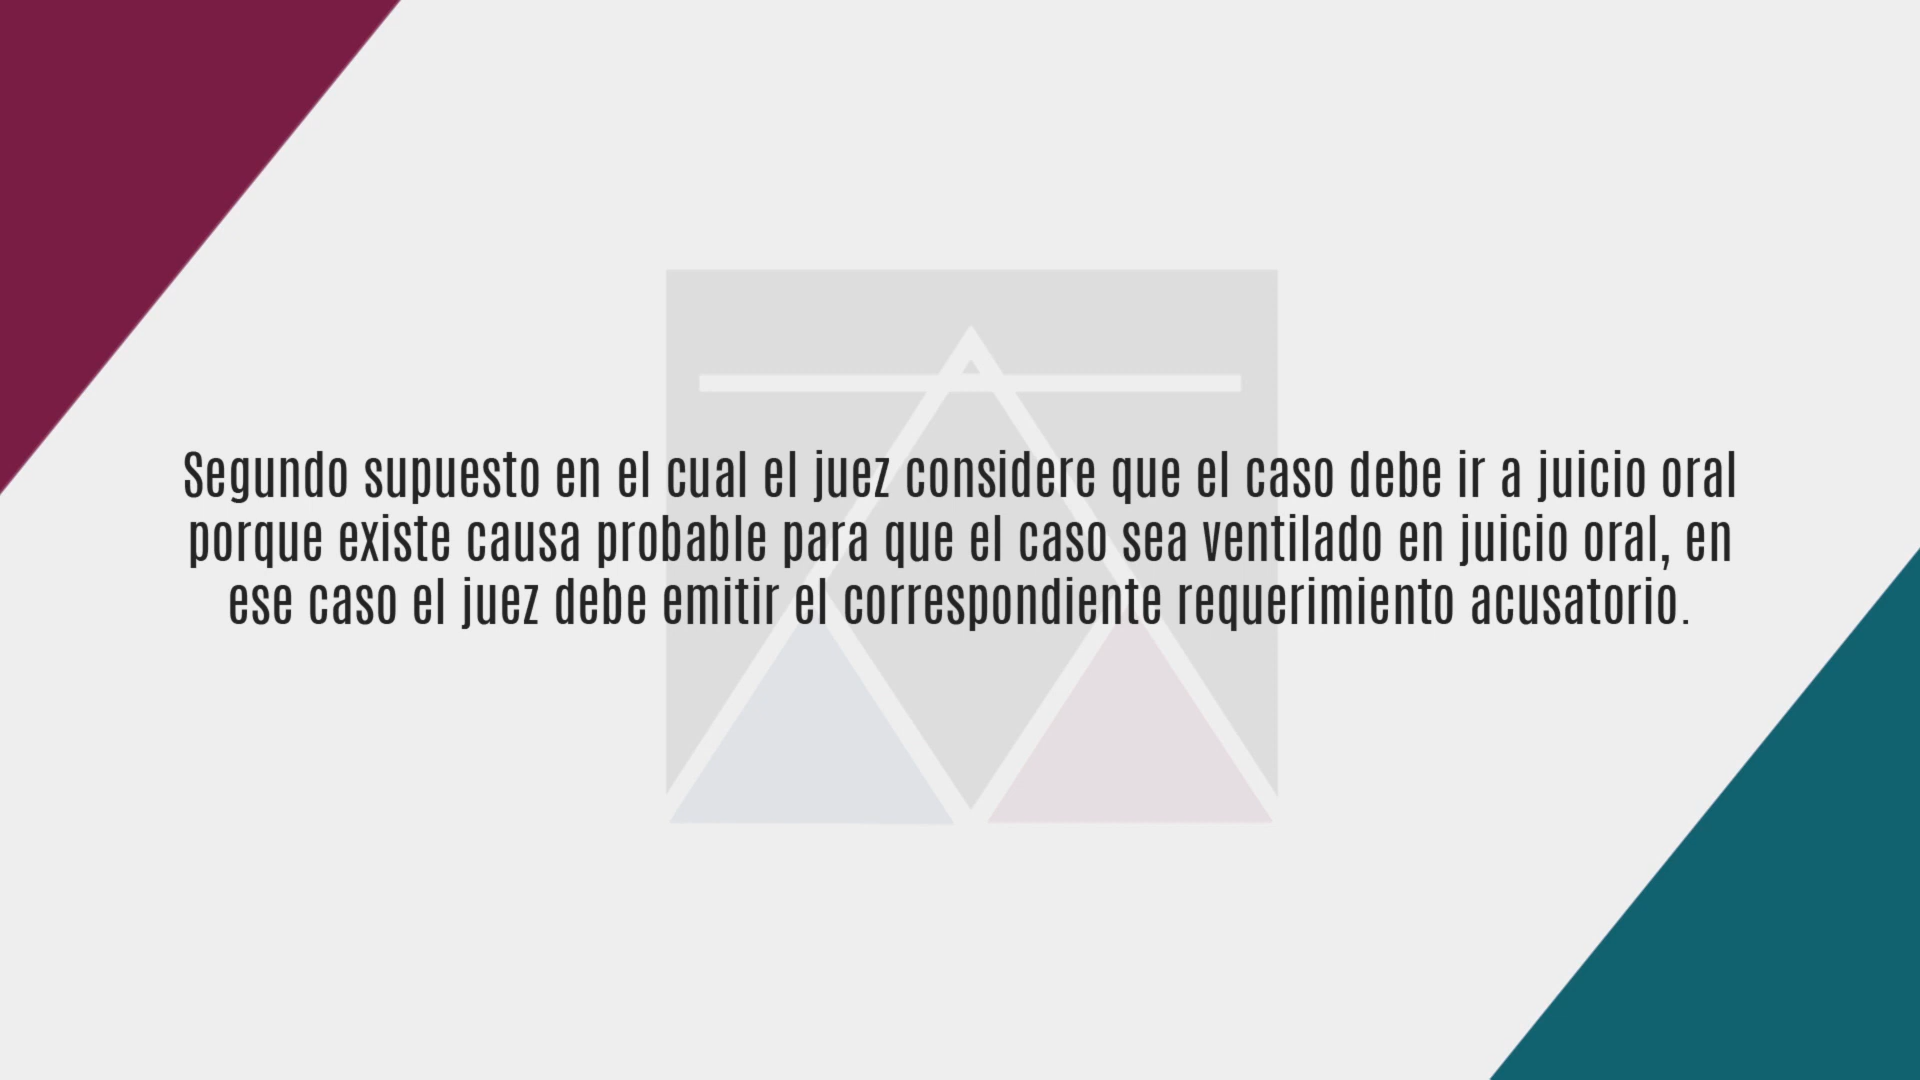 Segundo supuesto en el cual el juez considere que el caso debe ir a juicio oral
porque existe causa probable para que el caso sea ventilado en juicio oral, en
ese caso el juez debe emitir el correspondiente requerimiento acusatorio.